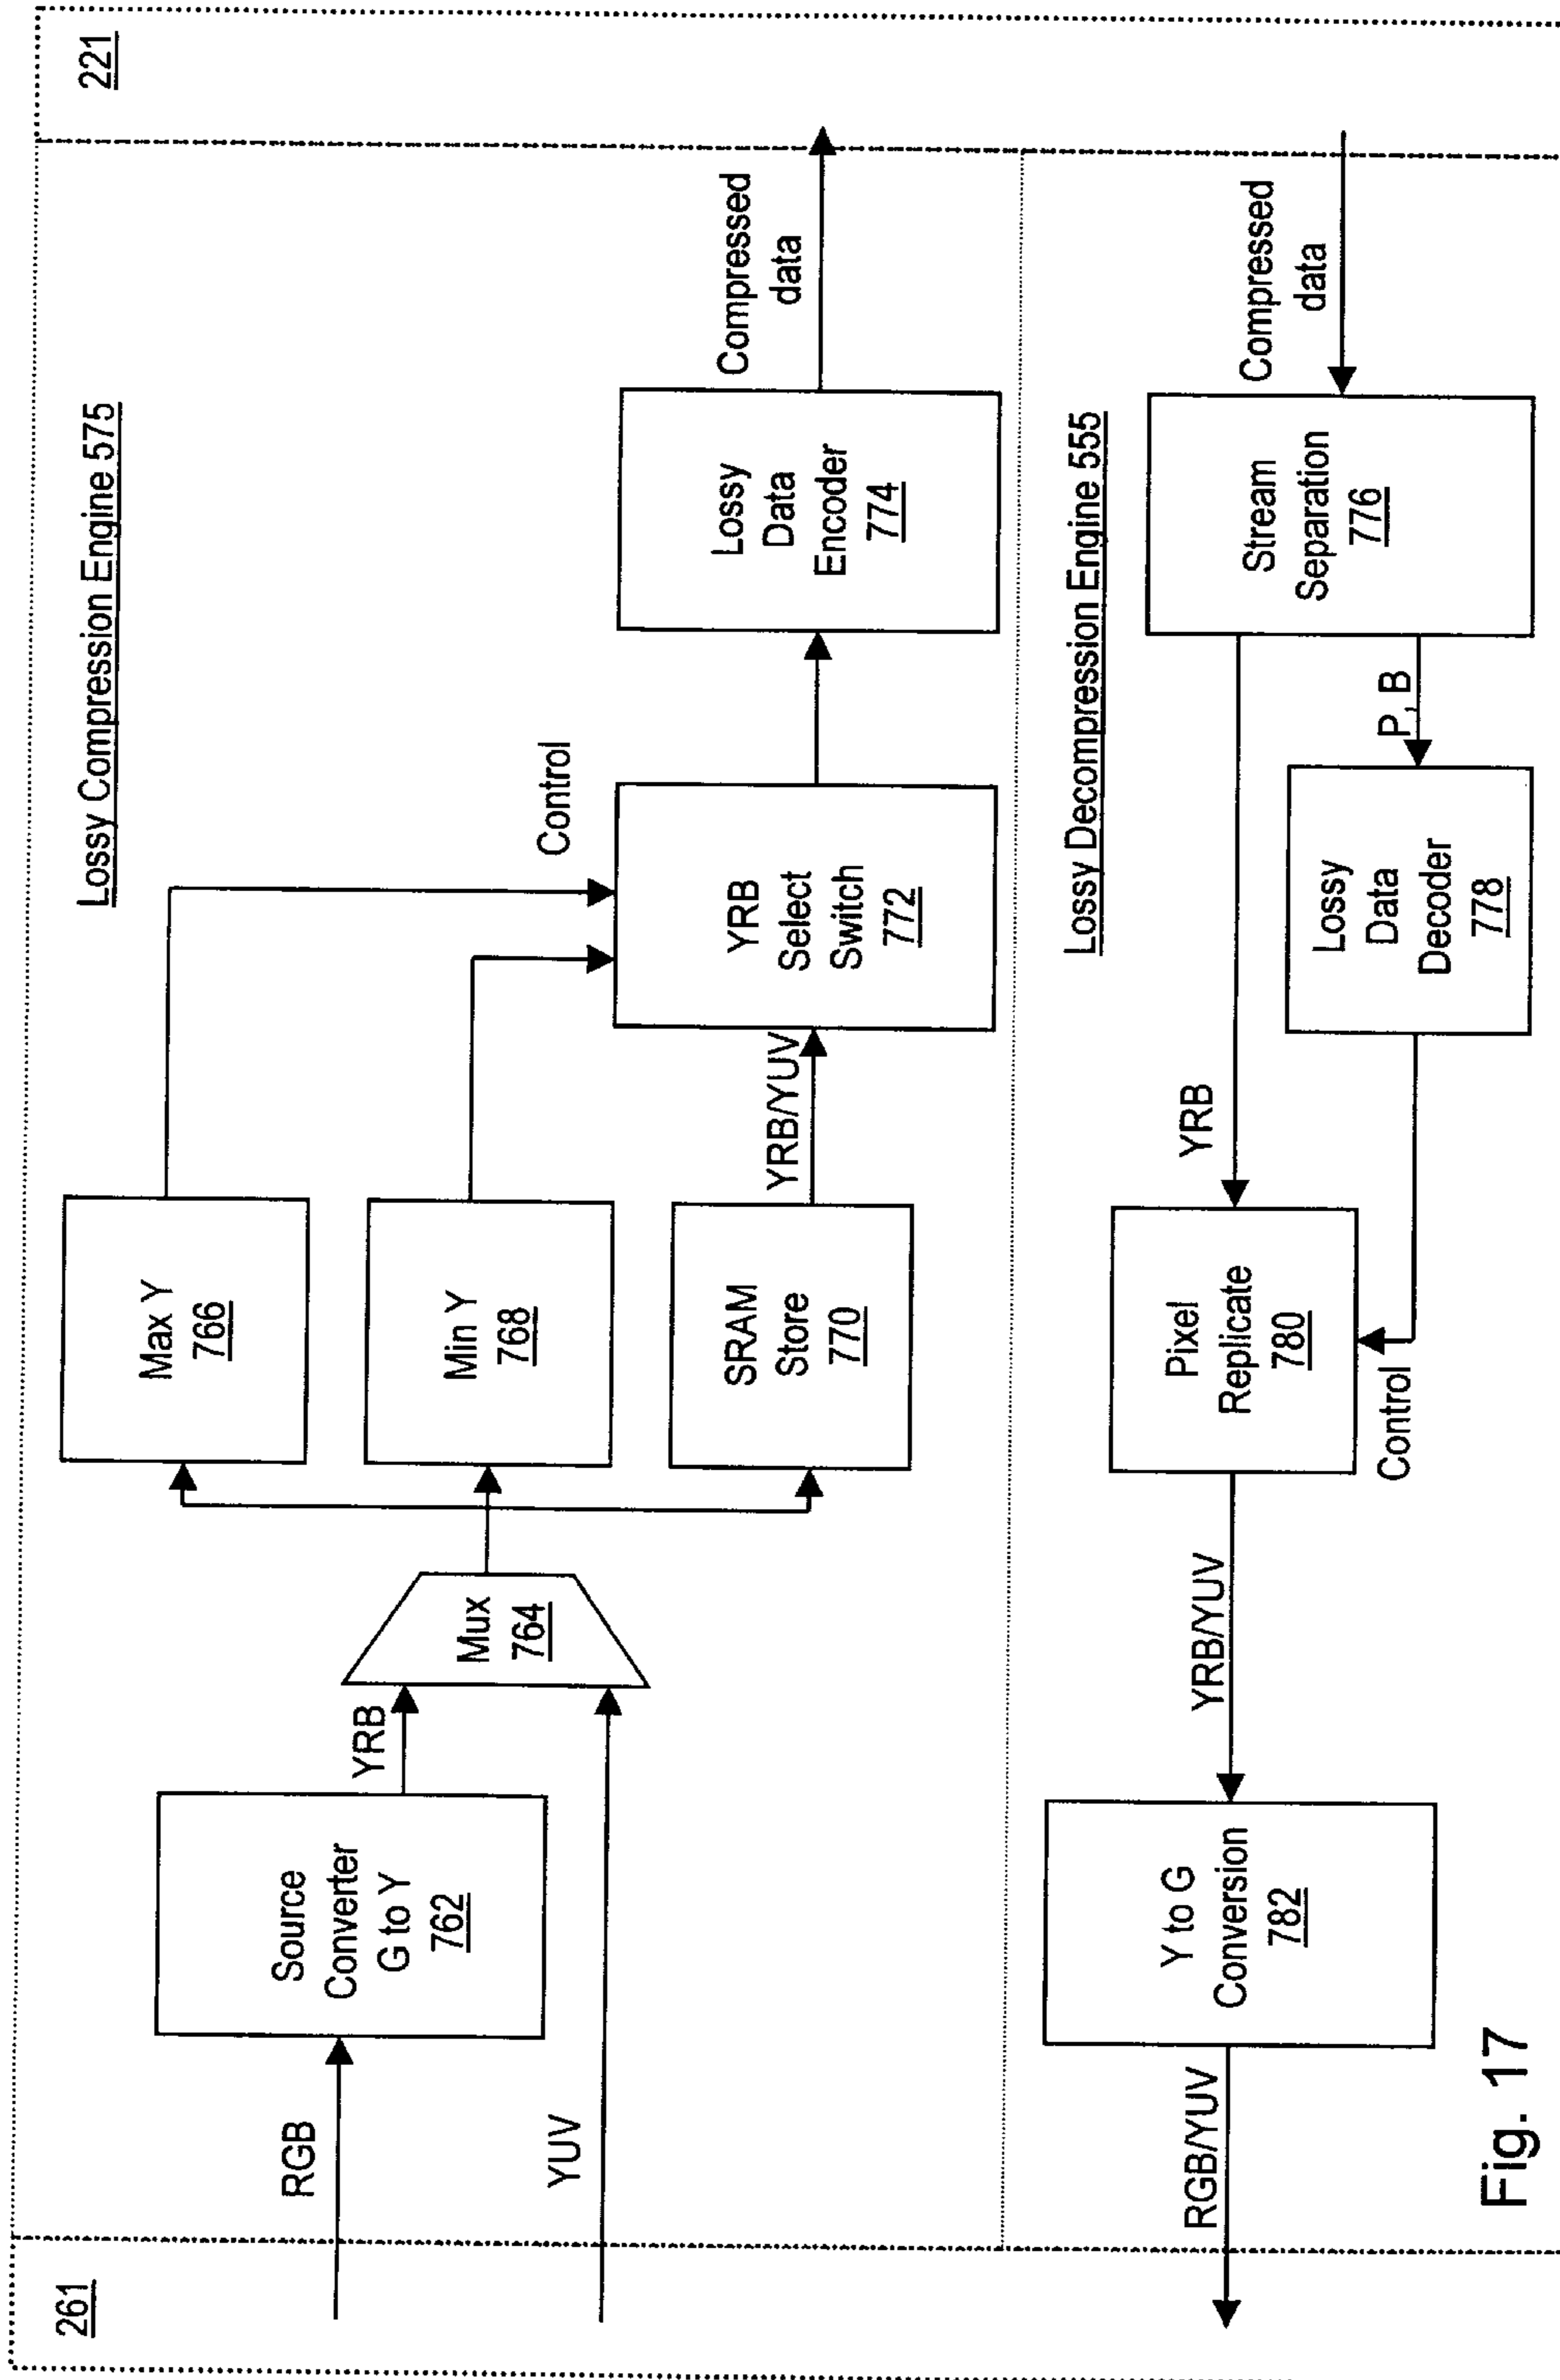 261
221
Lossy Compression Engine 575
RGB
YUV
Source
Converter
G to Y
762
YRB
Mux
764
Max Y
766
Min Y
768
SRAM
Store
770
YRB/YUV
Control
YRB
Select
Switch
772
Lossy
Data
Encoder
774
Compressed
data
Lossy Decompression Engine 555
RGB/YUV
Y to G
Conversion
782
YRB/YUV
Pixel
Replicate
780
Control
YRB
Lossy
Data
Decoder
778
P, B
Stream
Separation
776
Compressed
data
Fig. 17